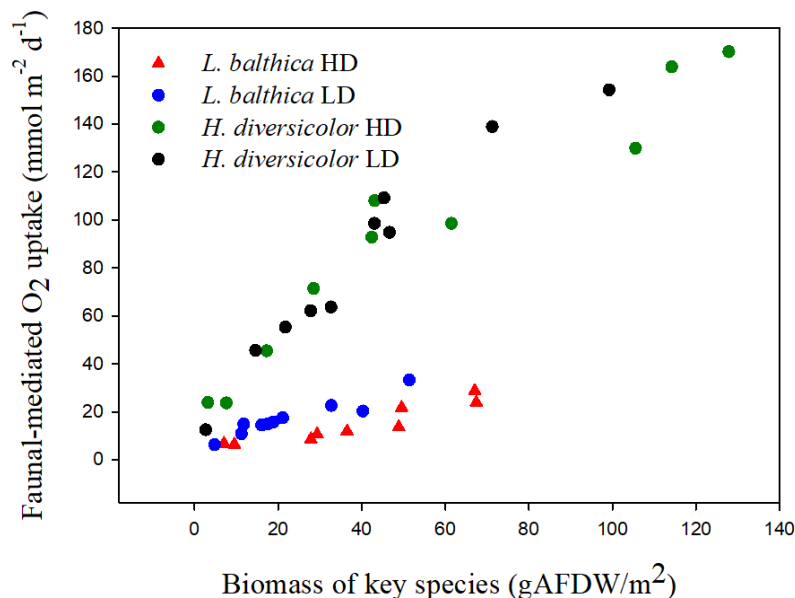 180
160
140
120
100
80
60
40
20
0
Faunal-mediated O2 uptake (mmol m-2 d-1)
L. balthica HD
L. balthica LD
H. diversicolor HD
H. diversicolor LD
0 20 40 60 80 100 120 140
Biomass of key species (gAFDW/m2)